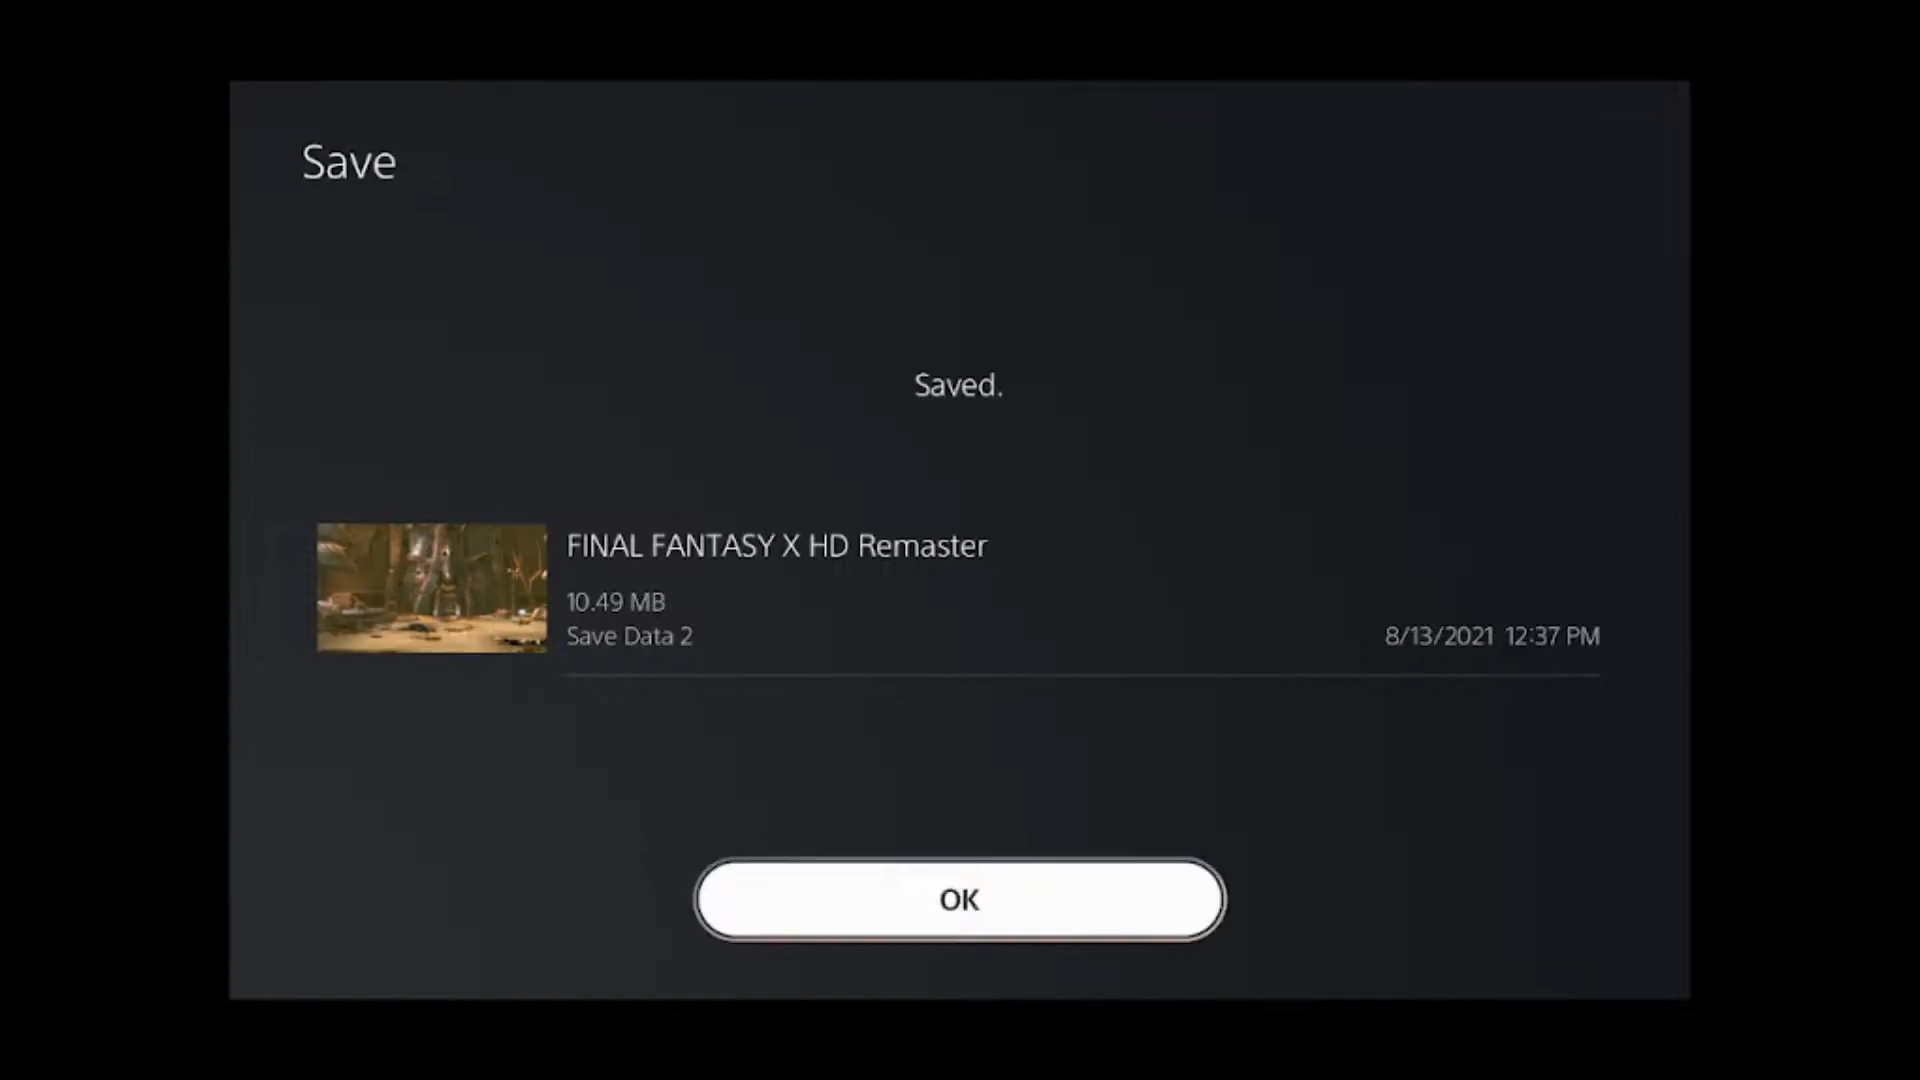 Save
Saved.
FINAL FANTASY X HD Remaster
10.49 MB
Save Data 2
8/13/2021 12:37 PM
OK